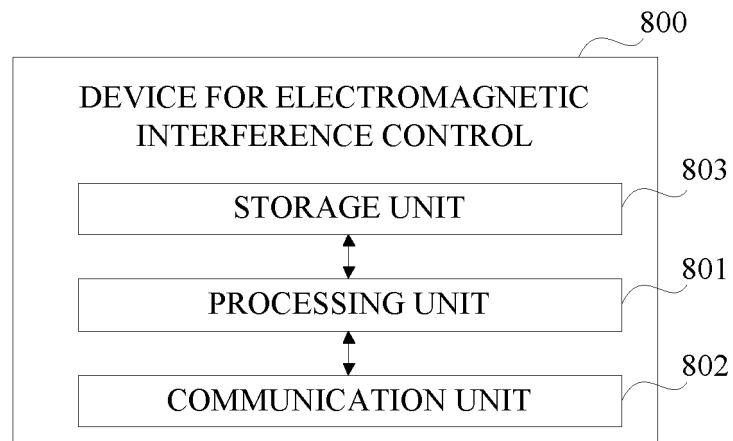 800
DEVICE FOR ELECTROMAGNETIC
INTERFERENCE CONTROL
803
STORAGE UNIT
801
PROCESSING UNIT
802
COMMUNICATION UNIT